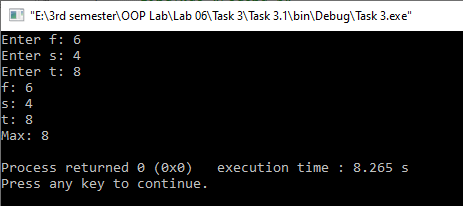 "E:\3rd semester\OOP Lab\Lab 06\Task 3\Task 3.1\bin\Debug\Task 3.exe"
Enter f: 6
Enter s: 4
Enter t: 8
f: 6
s: 4
t: 8
Max: 8
Process returned 0 (0x0)   execution time : 8.265 s
Press any key to continue.